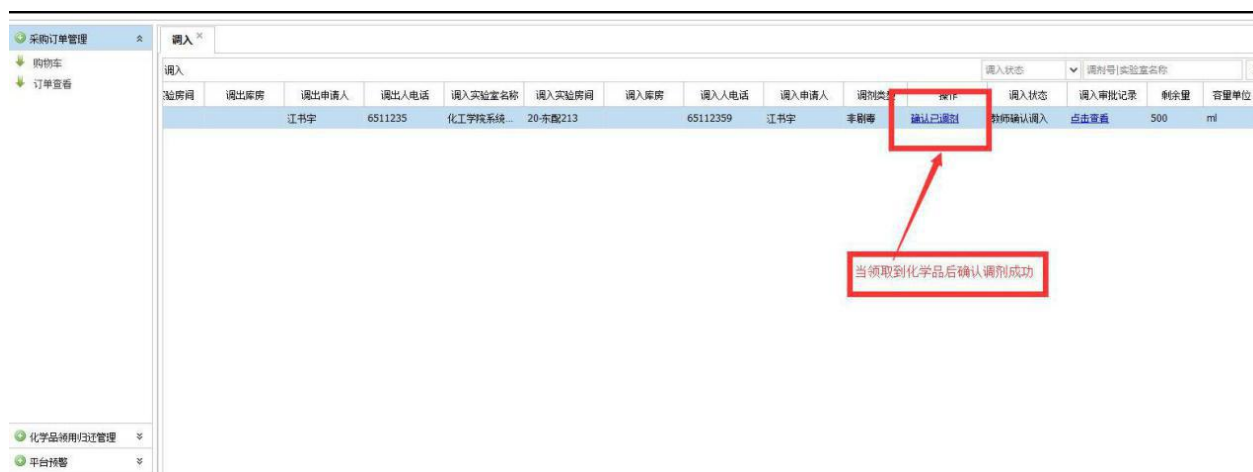 采购订单管理
调入
购物车
订单查看
调入
调入状态
调剂号|实验室名称
验房间 调出库房 调出申请人 调出人电话 调入实验室名称 调入实验房间 调入库房 调入人电话 调入申请人 调剂类型 操作 调入状态 调入审批记录 剩余量 容量单位
江书宇 6511235 化工学院系统... 20-东配213 65112359 江书宇 非剧毒 确认已调剂 教师确认调入 点击查看 500 ml
当领取到化学品后确认调剂成功
化学品领用归还管理
平台预警